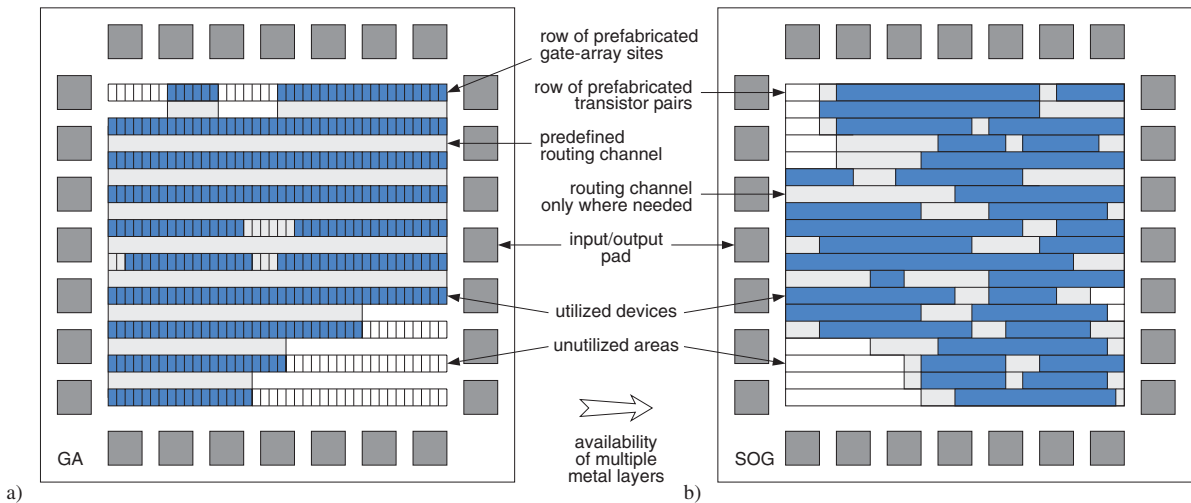 row of prefabricated
gate-array sites
row of prefabricated
transistor pairs
predefined
routing channel
routing channel
only where needed
input/output
pad
utilized devices
unutilized areas
availability
of multiple
metal layers
GA
SOG
a)
b)